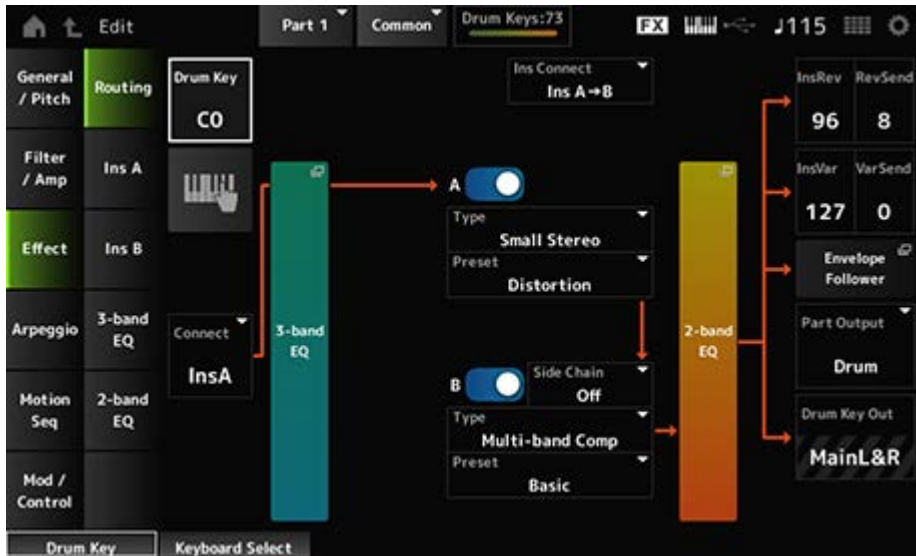 Edit
Part 1
Common
Drum Keys:73
FX
♩115
General
/ Pitch
Routing
Filter
/ Amp
Ins A
Effect
Ins B
Arpeggio
3-band
EQ
Motion
Seq
2-band
EQ
Mod /
Control
Drum Key
C0
Connect
InsA
3-band
EQ
Ins Connect
Ins A→B
A
Type
Small Stereo
Preset
Distortion
B
Side Chain
Off
Type
Multi-band Comp
Preset
Basic
2-band
EQ
InsRev RevSend
96 8
InsVar VarSend
127 0
Envelope
Follower
Part Output
Drum
Drum Key Out
MainL&R
Drum Key
Keyboard Select